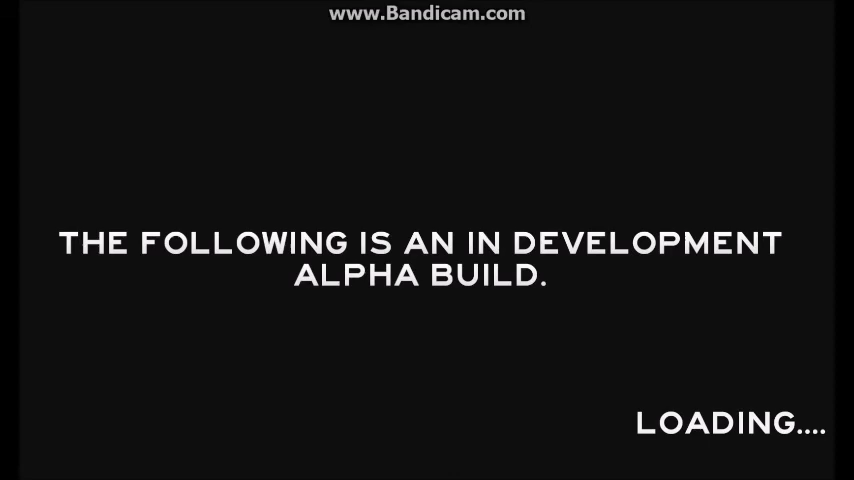 www.Bandicam.com
THE FOLLOWING IS AN IN DEVELOPMENT
ALPHA BUILD.
LOADING....